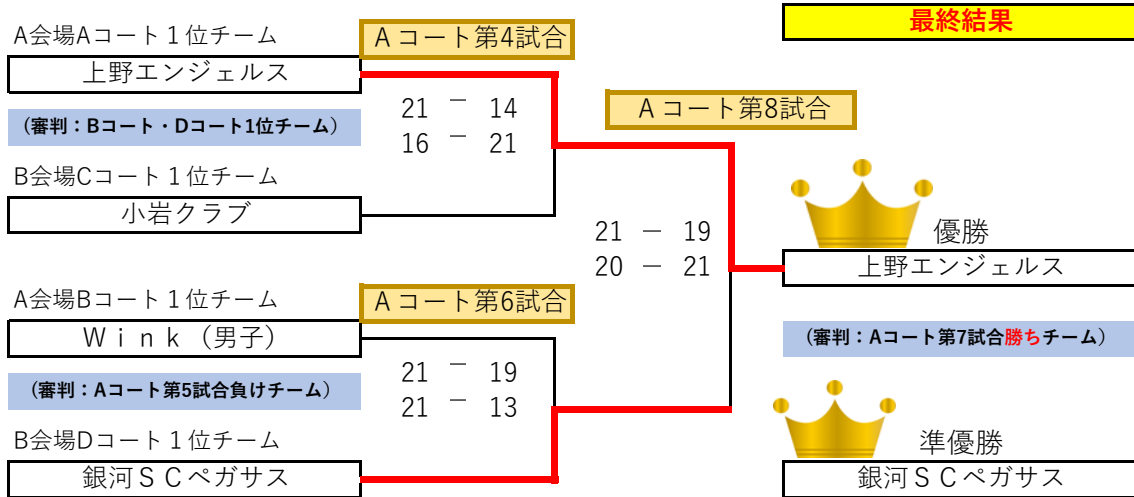 最終結果
A会場Aコート１位チーム
Ａコート第4試合
上野エンジェルス
（審判：Bコート・Dコート1位チーム）
21 － 14
16 － 21
Ａコート第8試合
B会場Cコート１位チーム
小岩クラブ
21 － 19
20 － 21
優勝
上野エンジェルス
A会場Bコート１位チーム
Ａコート第6試合
Ｗｉｎｋ（男子）
（審判：Aコート第7試合勝ちチーム）
（審判：Aコート第5試合負けチーム）
21 － 19
21 － 13
B会場Dコート１位チーム
準優勝
銀河ＳＣペガサス
銀河ＳＣペガサス